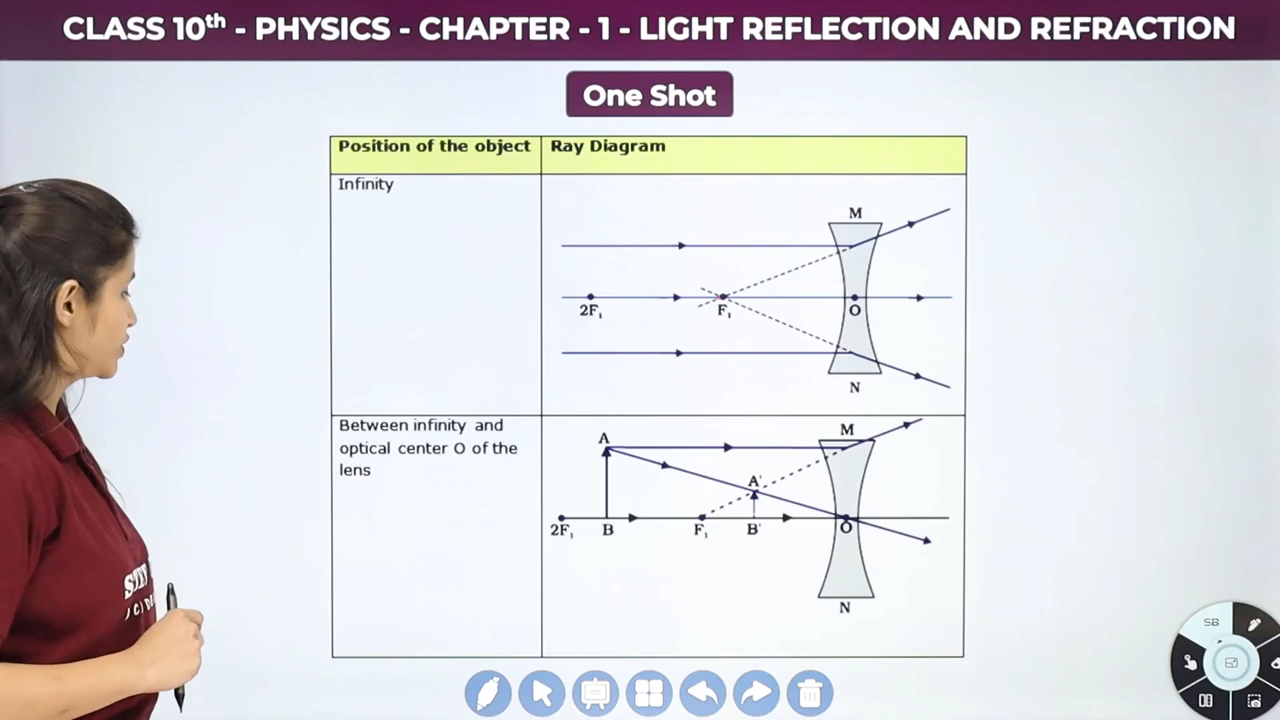 CLASS 10th - PHYSICS - CHAPTER - 1 - LIGHT REFLECTION AND REFRACTION
One Shot
Position of the object
Ray Diagram
Infinity
M
2F₁
F₁
O
N
Between infinity and
optical center O of the
lens
A
M
A'
2F₁
B
F₁
B'
O
N
SB